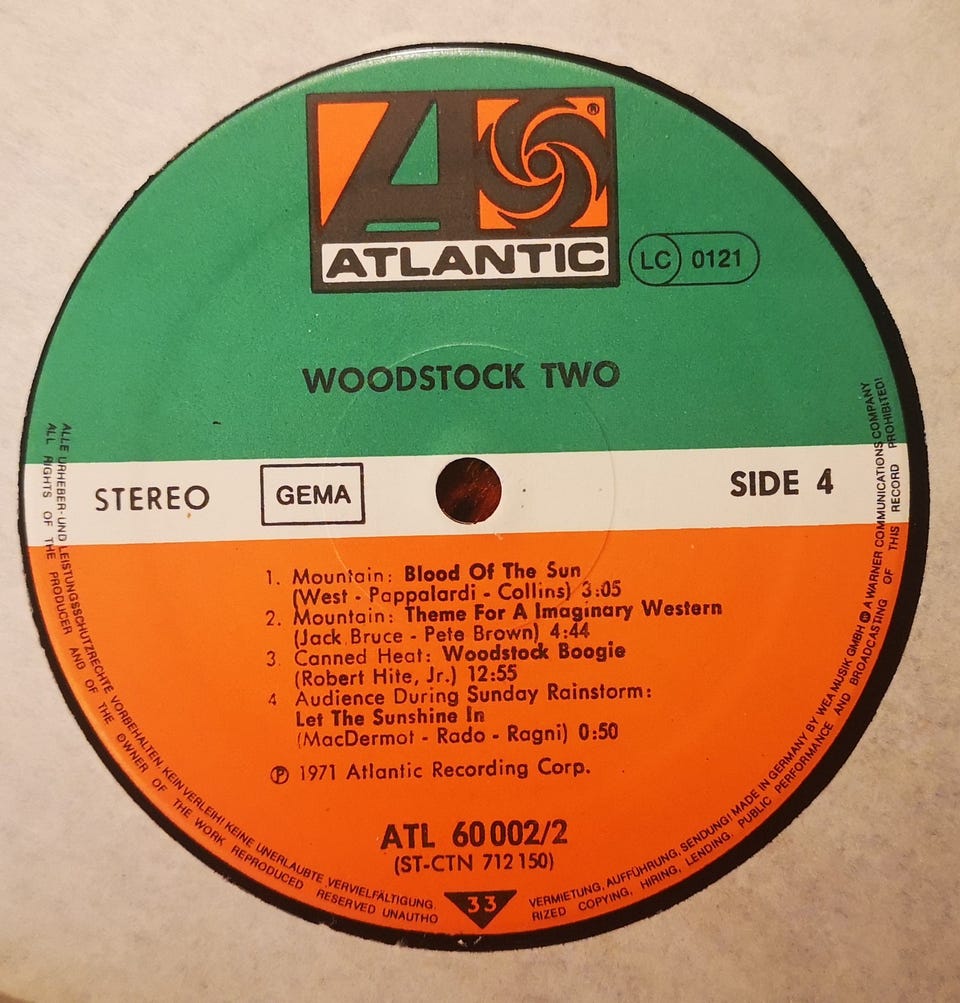 A
®
ATLANTIC
LC 0121
WOODSTOCK TWO
STEREO
GEMA
SIDE 4
1. Mountain: Blood Of The Sun
(West - Pappalardi - Collins) 3:05
2. Mountain: Theme For A Imaginary Western
(Jack Bruce - Pete Brown) 4:44
3. Canned Heat: Woodstock Boogie
(Robert Hite, Jr.) 12:55
4 Audience During Sunday Rainstorm:
Let The Sunshine In
(MacDermot - Rado - Ragni) 0:50
℗ 1971 Atlantic Recording Corp.
ATL 60 002/2
(ST-CTN 712 150)
33
ALLE URHEBER- UND LEISTUNGSSCHUTZRECHTE VORBEHALTEN KEIN VERLEIH! KEINE UNERLAUBTE VERVIELFÄLTIGUNG,
VERMIETUNG, AUFFÜHRUNG, SENDUNG! MADE IN GERMANY BY WEA MUSIK GMBH A WARNER COMMUNICATIONS COMPANY
ALL RIGHTS OF THE PRODUCER AND OF THE OWNER OF THE WORK REPRODUCED RESERVED UNAUTHO
RIZED COPYING, HIRING, LENDING, PUBLIC PERFORMANCE AND BROADCASTING OF THIS RECORD PROHIBITED!